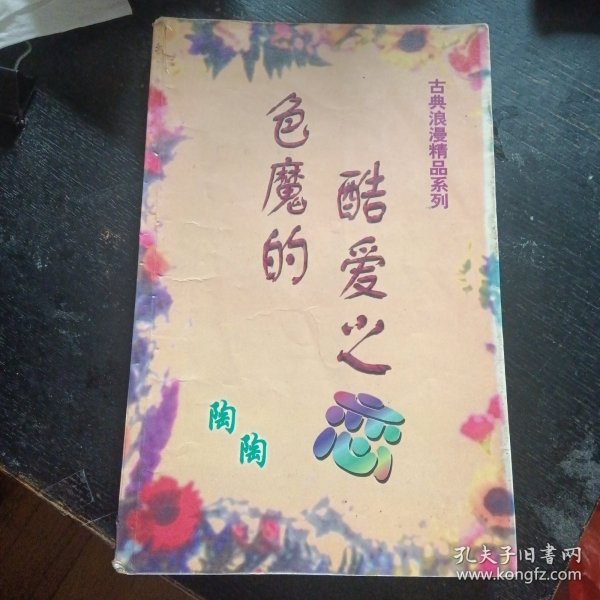 古典浪漫精品系列
色魔的
酷爱之恋
陶陶
孔夫子旧书网
www.kongfz.com